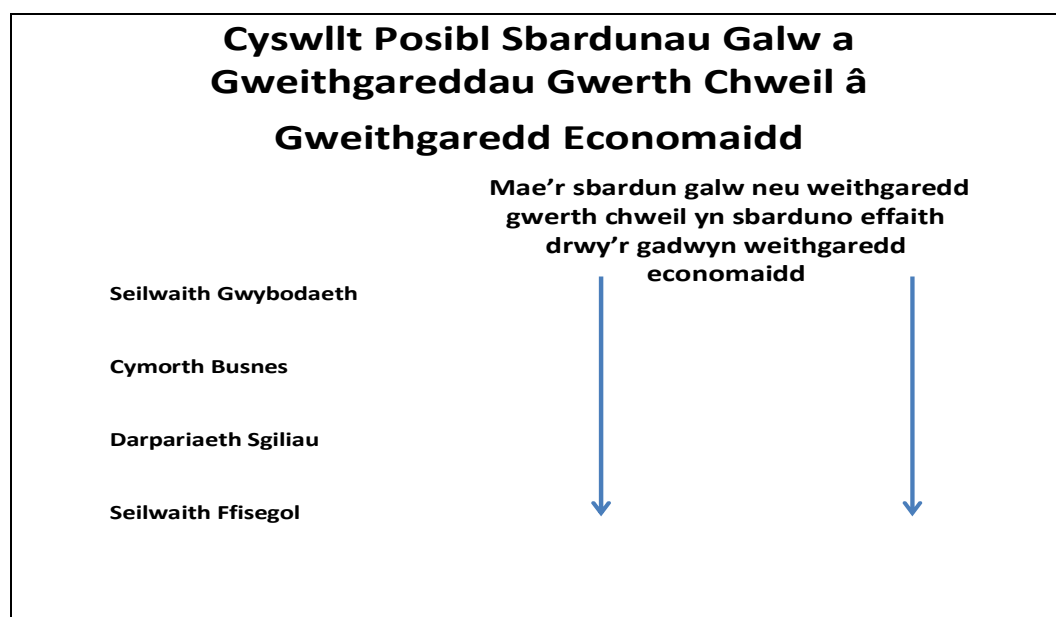 Cyswllt Posibl Sbardunau Galw a
Gweithgareddau Gwerth Chweil â
Gweithgaredd Economaidd
Mae’r sbardun galw neu weithgaredd
gwerth chweil yn sbarduno effaith
drwy’r gadwyn weithgaredd
economaidd
Seilwaith Gwybodaeth
Cymorth Busnes
Darpariaeth Sgiliau
Seilwaith Ffisegol